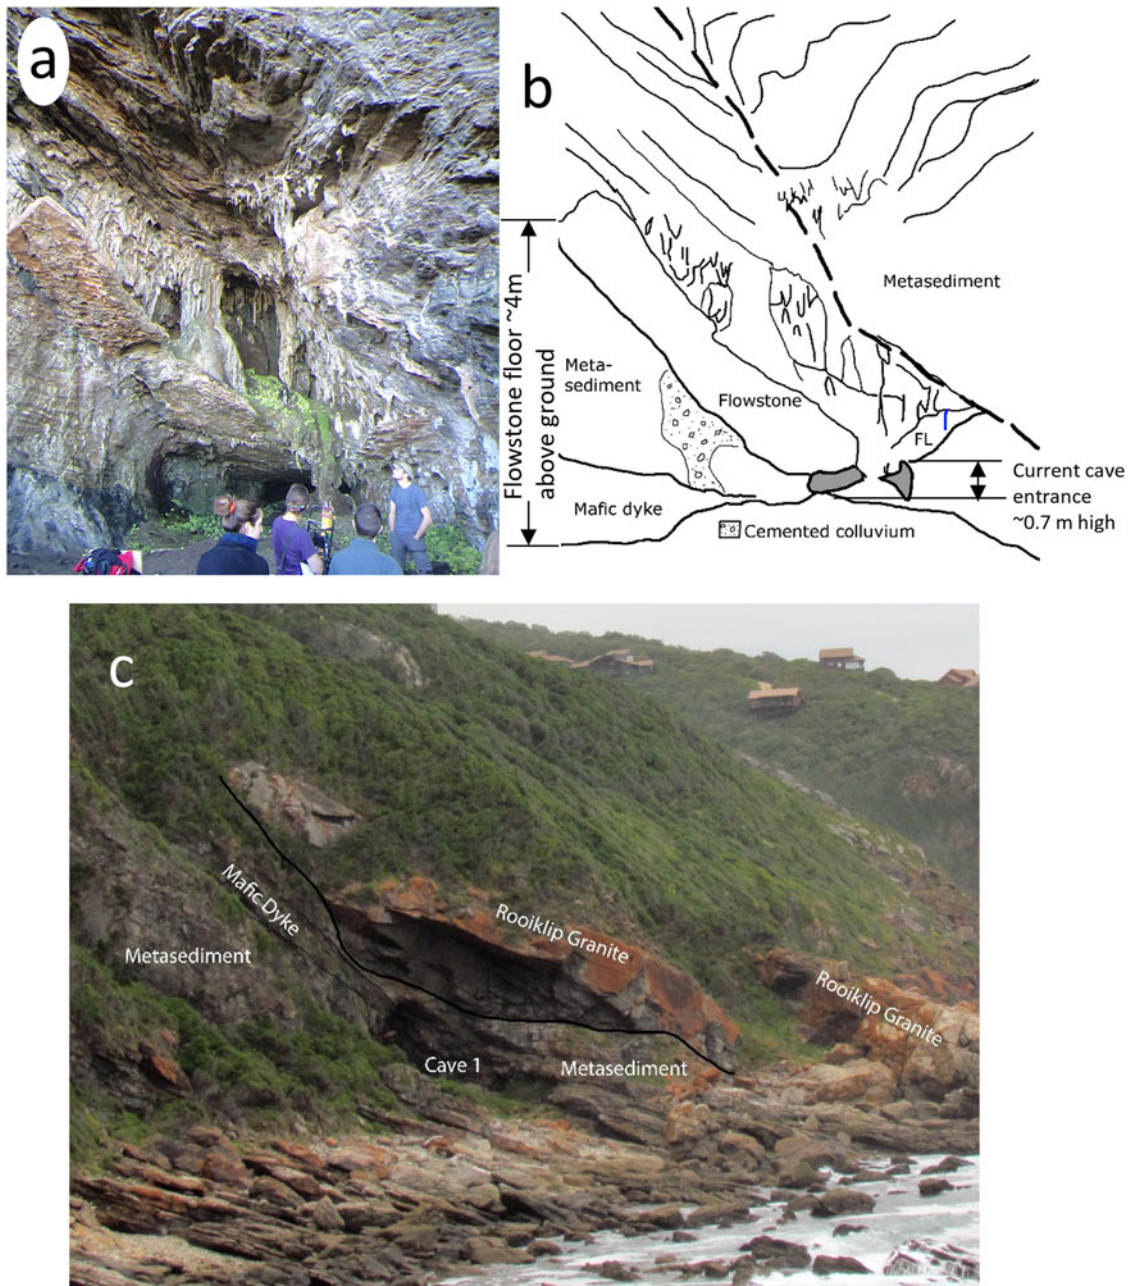 a
b
Flowstone floor ~4m
above ground
Metasediment
Meta-
sediment
Flowstone
FL
Mafic dyke
Cemented colluvium
Current cave
entrance
~0.7 m high
c
Mafic Dyke
Metasediment
Rooiklip Granite
Rooiklip Granite
Cave 1
Metasediment